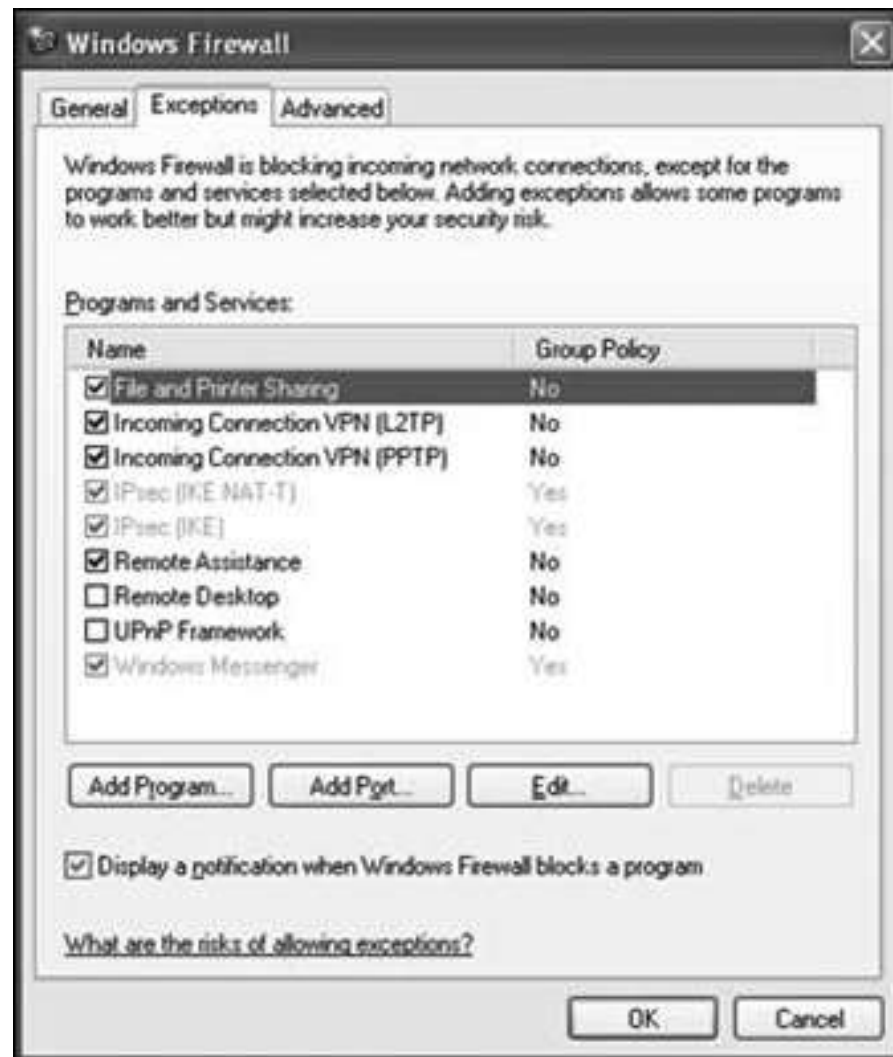 Windows Firewall
General Exceptions Advanced
Windows Firewall is blocking incoming network connections, except for the
programs and services selected below. Adding exceptions allows some programs
to work better but might increase your security risk.
Programs and Services:
Name Group Policy
File and Printer Sharing No
Incoming Connection VPN (L2TP) No
Incoming Connection VPN (PPTP) No
IPsec (IKE NAT-T) Yes
IPsec (IKE) Yes
Remote Assistance No
Remote Desktop No
UPnP Framework No
Windows Messenger Yes
Add Program... Add Port... Edit... Delete
Display a notification when Windows Firewall blocks a program
What are the risks of allowing exceptions?
OK Cancel